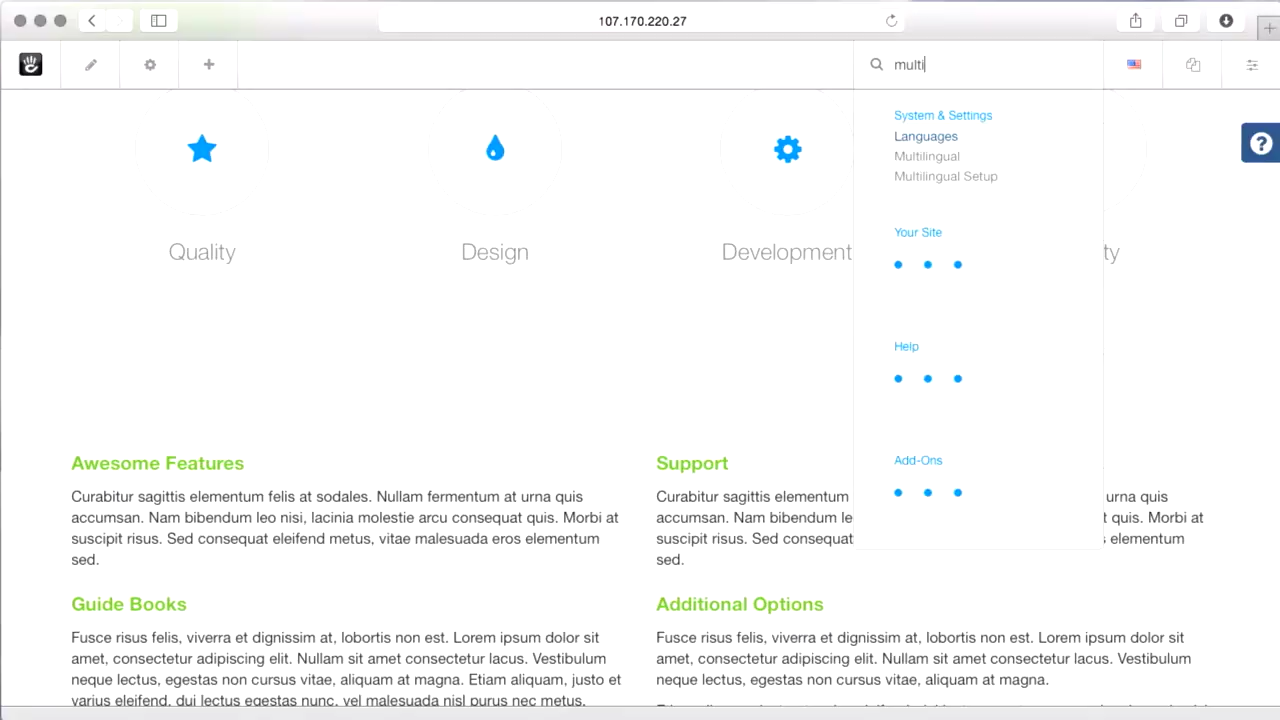 107.170.220.27
multi
System & Settings
Languages
Multilingual
Multilingual Setup
Your Site
Help
Add-Ons
Quality
Design
Development
ty
Awesome Features
Curabitur sagittis elementum felis at sodales. Nullam fermentum at urna quis
accumsan. Nam bibendum leo nisi, lacinia molestie arcu consequat quis. Morbi at
suscipit risus. Sed consequat eleifend metus, vitae malesuada eros elementum
sed.
Support
Curabitur sagittis elementum urna quis
accumsan. Nam bibendum le t quis. Morbi at
suscipit risus. Sed consequat elementum
sed.
Guide Books
Fusce risus felis, viverra et dignissim at, lobortis non est. Lorem ipsum dolor sit
amet, consectetur adipiscing elit. Nullam sit amet consectetur lacus. Vestibulum
neque lectus, egestas non cursus vitae, aliquam at magna. Etiam aliquam, justo et
varius eleifend, dui lectus egestas nunc, vel malesuada nisl purus nec metus.
Additional Options
Fusce risus felis, viverra et dignissim at, lobortis non est. Lorem ipsum dolor sit
amet, consectetur adipiscing elit. Nullam sit amet consectetur lacus. Vestibulum
neque lectus, egestas non cursus vitae, aliquam at magna.